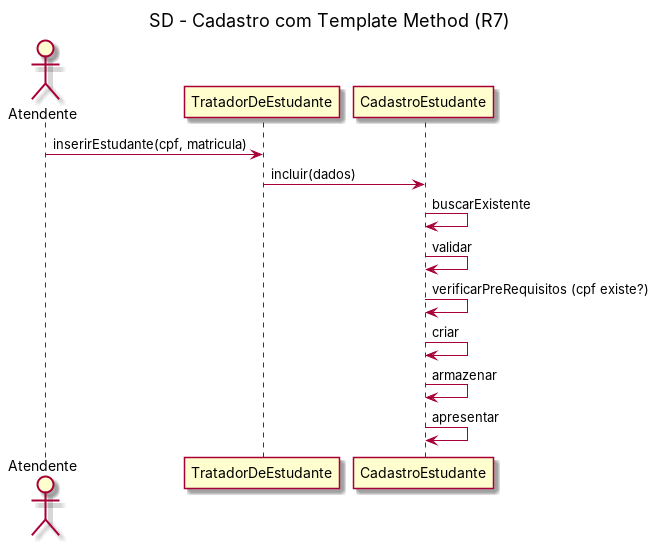 SD - Cadastro com Template Method (R7)
Atendente
TratadorDeEstudante
CadastroEstudante
inserirEstudante(cpf, matricula)
incluir(dados)
buscarExistente
validar
verificarPreRequisitos (cpf existe?)
criar
armazenar
apresentar
Atendente
TratadorDeEstudante
CadastroEstudante